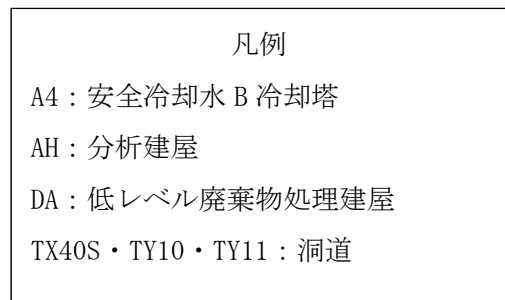 凡例
A4：安全冷却水 B 冷却塔
AH：分析建屋
DA：低レベル廃棄物処理建屋
TX40S・TY10・TY11：洞道